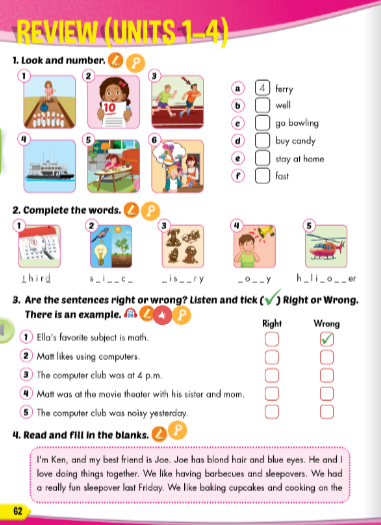 REVIEW (UNITS 1-4)
1. Look and number.
1 2 3
10
4 5 6
a 4 ferry
b well
c go bowling
d buy candy
e stay at home
f fast
2. Complete the words.
1 2 3 4 5
third s_i__c_ _is__ry _o__y h_li_o__er
3. Are the sentences right or wrong? Listen and tick (✓) Right or Wrong.
There is an example.
Right Wrong
1 Ella's favorite subject is math. ✓
2 Matt likes using computers.
3 The computer club was at 4 p.m.
4 Matt was at the movie theater with his sister and mom.
5 The computer club was noisy yesterday.
4. Read and fill in the blanks.
I'm Ken, and my best friend is Joe. Joe has blond hair and blue eyes. He and I
love doing things together. We like having barbecues and sleepovers. We had
a really fun sleepover last Friday. We like baking cupcakes and cooking on the
62